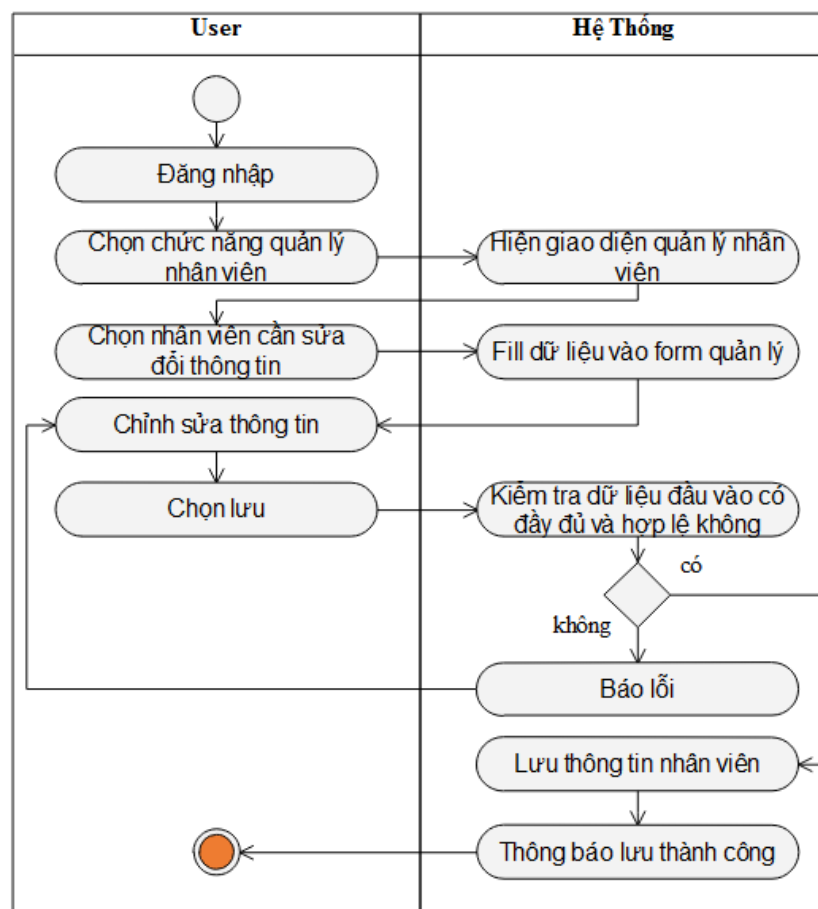 User
Hệ Thống
Đăng nhập
Chọn chức năng quản lý
nhân viên
Hiện giao diện quản lý nhân
viên
Chọn nhân viên cần sửa
đổi thông tin
Fill dữ liệu vào form quản lý
Chỉnh sửa thông tin
Chọn lưu
Kiểm tra dữ liệu đầu vào có
đầy đủ và hợp lệ không
có
không
Báo lỗi
Lưu thông tin nhân viên
Thông báo lưu thành công